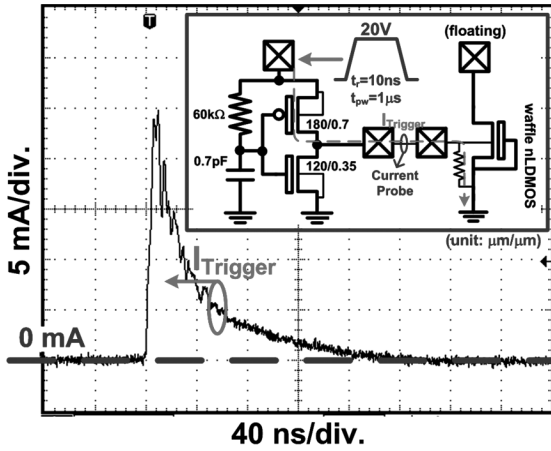 T
20V
(floating)
tr=10ns
tpw=1μs
60kΩ
180/0.7
ITrigger
0.7pF
120/0.35
Current
Probe
waffle nLDMOS
(unit: μm/μm)
5 mA/div.
ITrigger
0 mA
40 ns/div.